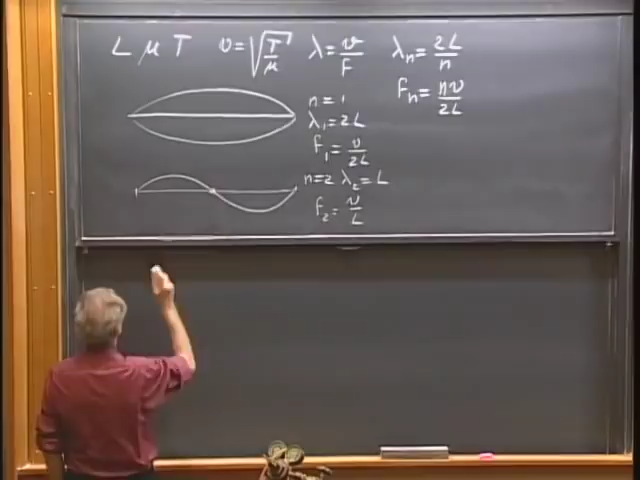 L μ T v=√T/μ λ=v/F λn=2L/n
Fn=nv/2L
n=1
λ1=2L
F1=v/2L
n=2 λ2=L
F2=v/L